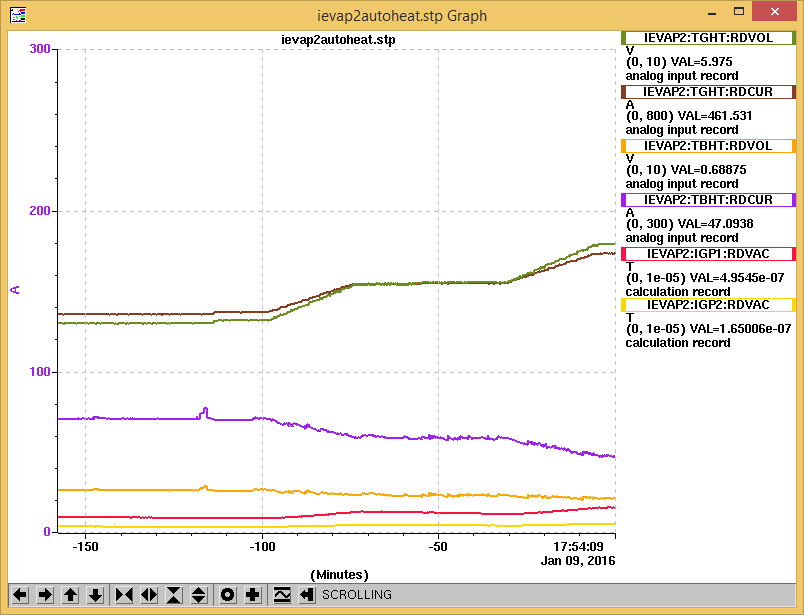 ievap2autoheat.stp Graph
ievap2autoheat.stp
300
200
A
100
0
-150
-100
-50
17:54:09
Jan 09, 2016
(Minutes)
IEVAP2:TGHT:RDVOL
V
(0, 10) VAL=5.975
analog input record
IEVAP2:TGHT:RDCUR
A
(0, 800) VAL=461.531
analog input record
IEVAP2:TBHT:RDVOL
V
(0, 10) VAL=0.68875
analog input record
IEVAP2:TBHT:RDCUR
A
(0, 300) VAL=47.0938
analog input record
IEVAP2:IGP1:RDVAC
T
(0, 1e-05) VAL=4.9545e-07
calculation record
IEVAP2:IGP2:RDVAC
T
(0, 1e-05) VAL=1.65006e-07
calculation record
SCROLLING